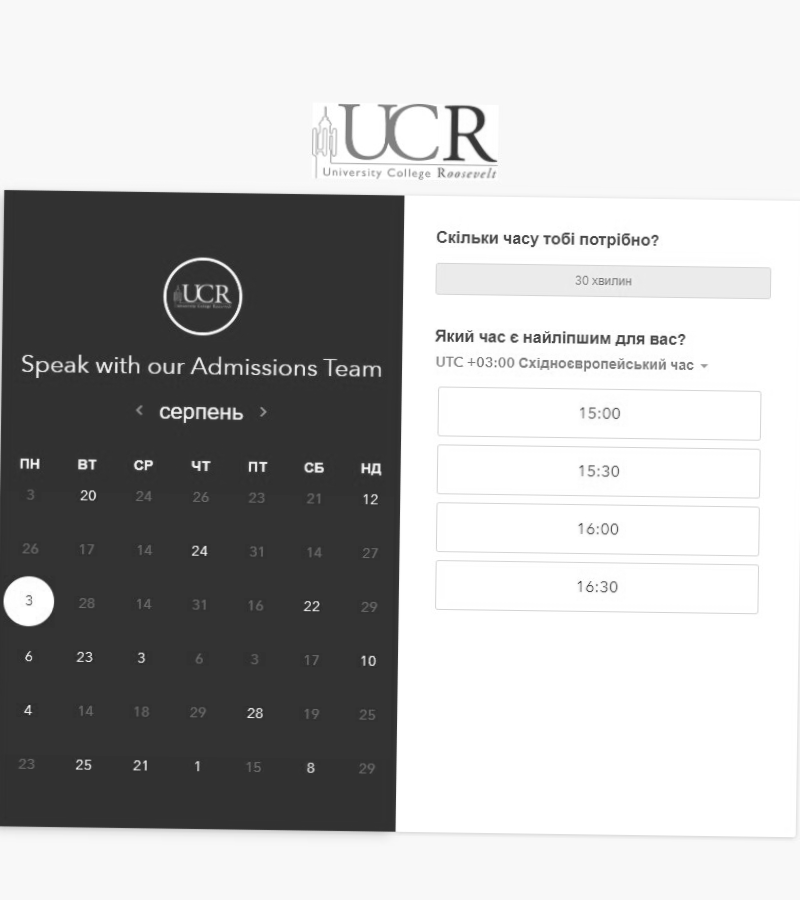 UCR
University College Roosevelt
UCR
Speak with our Admissions Team
серпень
ПН ВТ СР ЧТ ПТ СБ НД
3 20 24 26 23 21 12
26 17 14 24 31 14 27
3 28 14 31 16 22 29
6 23 3 6 3 17 10
4 14 18 29 28 19 25
23 25 21 1 15 8 29
Скільки часу тобі потрібно?
30 хвилин
Який час є найліпшим для вас?
UTC +03:00 Східноєвропейський час
15:00
15:30
16:00
16:30